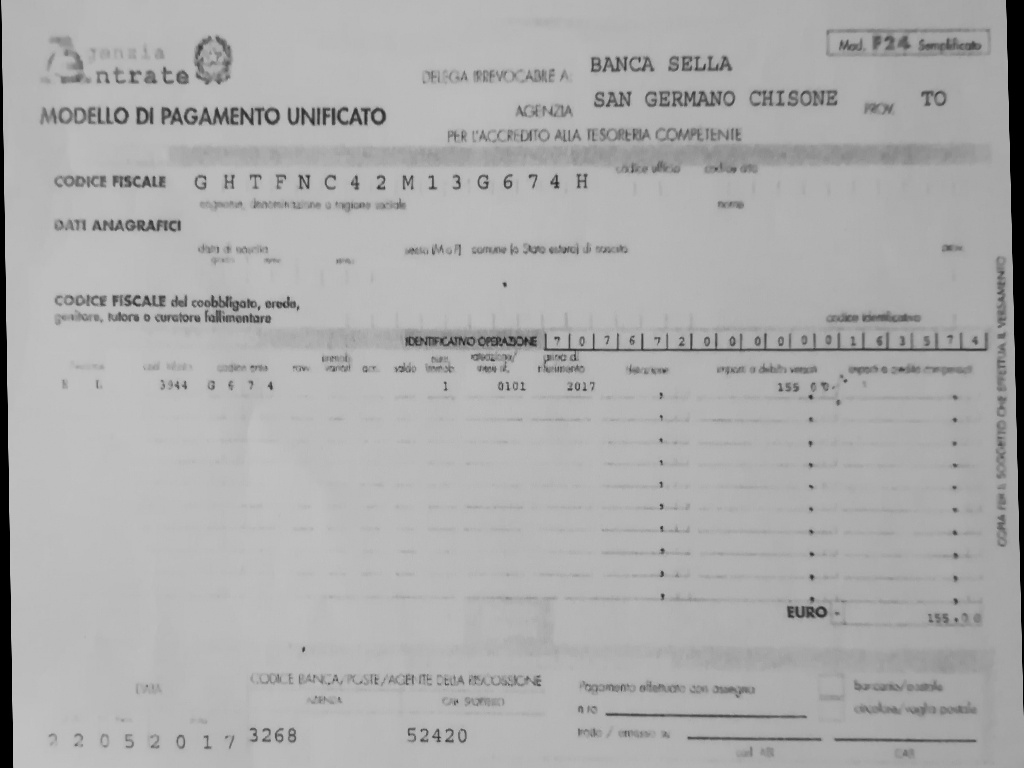 genzia
ntrate
Mod. F24 Semplificato
DELEGA IRREVOCABILE A: BANCA SELLA
AGENZIA SAN GERMANO CHISONE PROV. TO
MODELLO DI PAGAMENTO UNIFICATO
PER L'ACCREDITO ALLA TESORERIA COMPETENTE
codice ufficio codice atto
CODICE FISCALE G H T F N C 4 2 M 1 3 G 6 7 4 H
cognome, denominazione o ragione sociale nome
DATI ANAGRAFICI
data di nascita sesso (M o F) comune (o Stato estero) di nascita prov.
giorno mese anno
CODICE FISCALE del coobbligato, erede,
genitore, tutore o curatore fallimentare codice identificativo
IDENTIFICATIVO OPERAZIONE 7 0 7 6 7 2 0 0 0 0 0 0 1 6 3 5 7 4
codice ente immob. variati acc. saldo num. immob. rateazione/ mese rif. anno di riferimento detrazione importi a debito versati importi a credito compensati
E L 3944 G 6 7 4 1 0101 2017 155 00
EURO - 155,00
COPIA PER IL SOGGETTO CHE EFFETTUA IL VERSAMENTO
DATA CODICE BANCA/POSTE/AGENTE DELLA RISCOSSIONE
AZIENDA CAB SPORTELLO
Pagamento effettuato con assegno bancario/postale
n.ro circolare/vaglia postale
2 2 0 5 2 0 1 7 3268 52420
tratto / emesso su
cod. ABI CAB